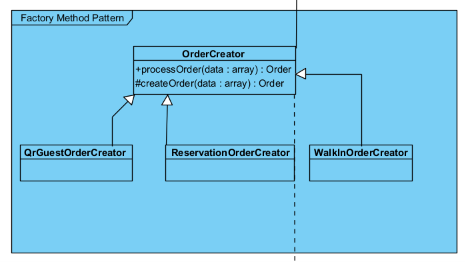 Factory Method Pattern
OrderCreator
+processOrder(data : array) : Order
#createOrder(data : array) : Order
QrGuestOrderCreator
ReservationOrderCreator
WalkInOrderCreator